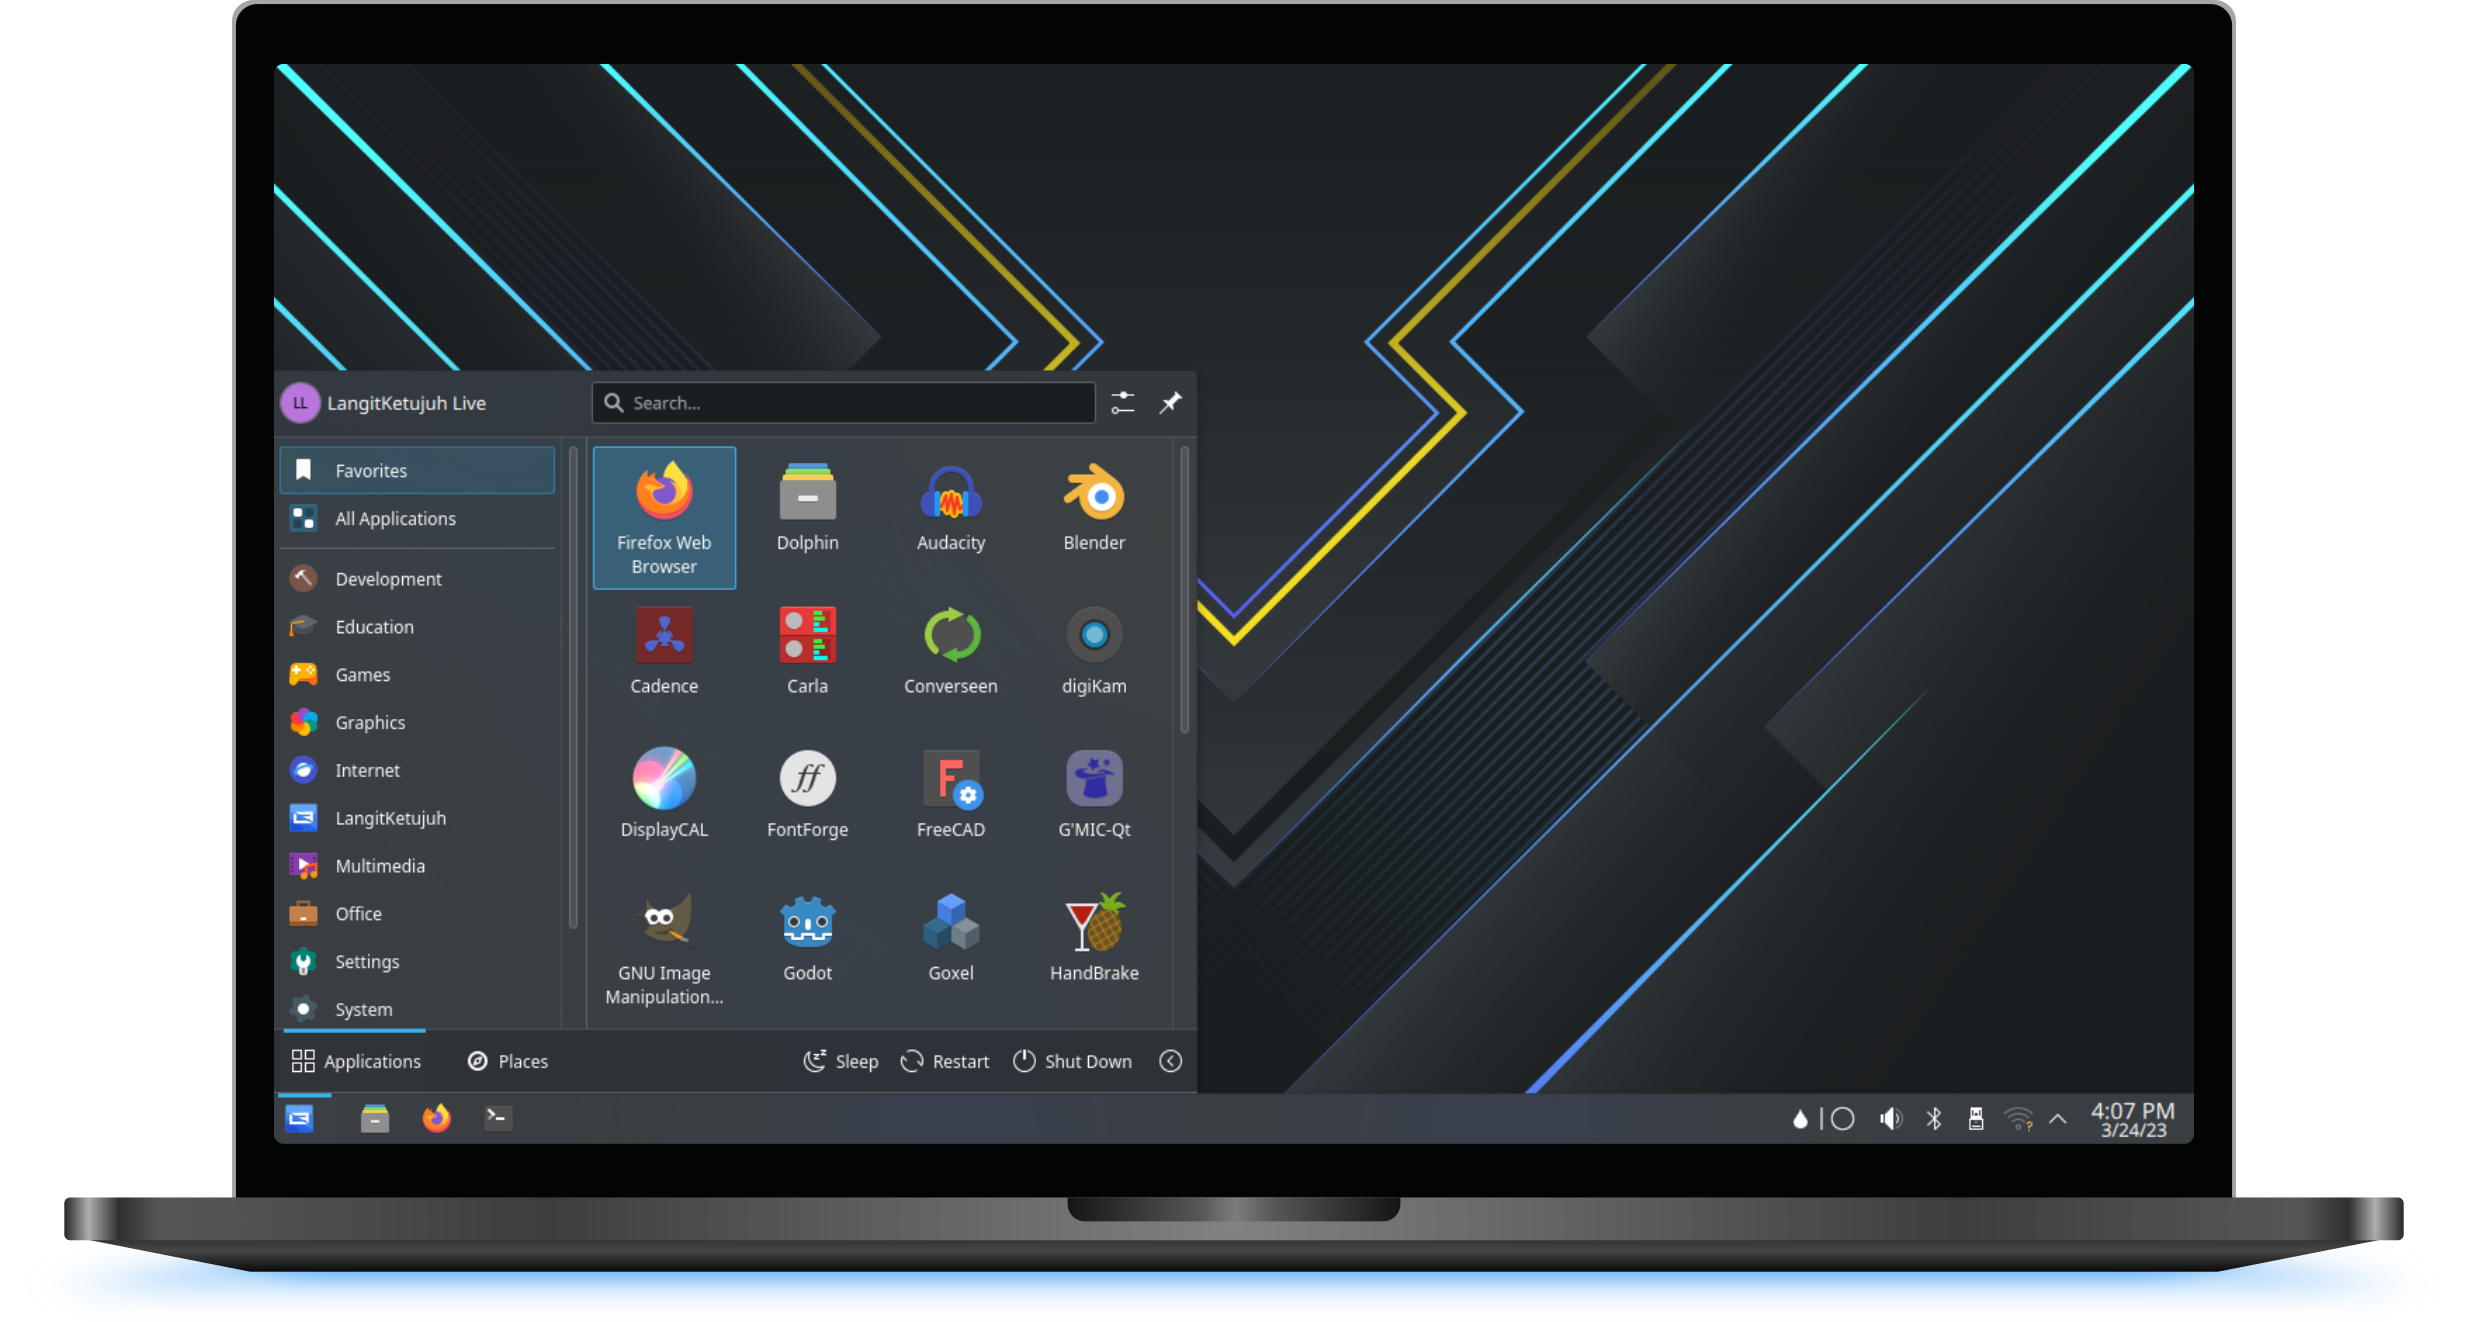 LL LangitKetujuh Live
Search...
Favorites
All Applications
Development
Education
Games
Graphics
Internet
LangitKetujuh
Multimedia
Office
Settings
System
Firefox Web
Browser
Dolphin
Audacity
Blender
Cadence
Carla
Converseen
digiKam
DisplayCAL
FontForge
FreeCAD
G'MIC-Qt
GNU Image
Manipulation...
Godot
Goxel
HandBrake
Applications
Places
Sleep
Restart
Shut Down
4:07 PM
3/24/23